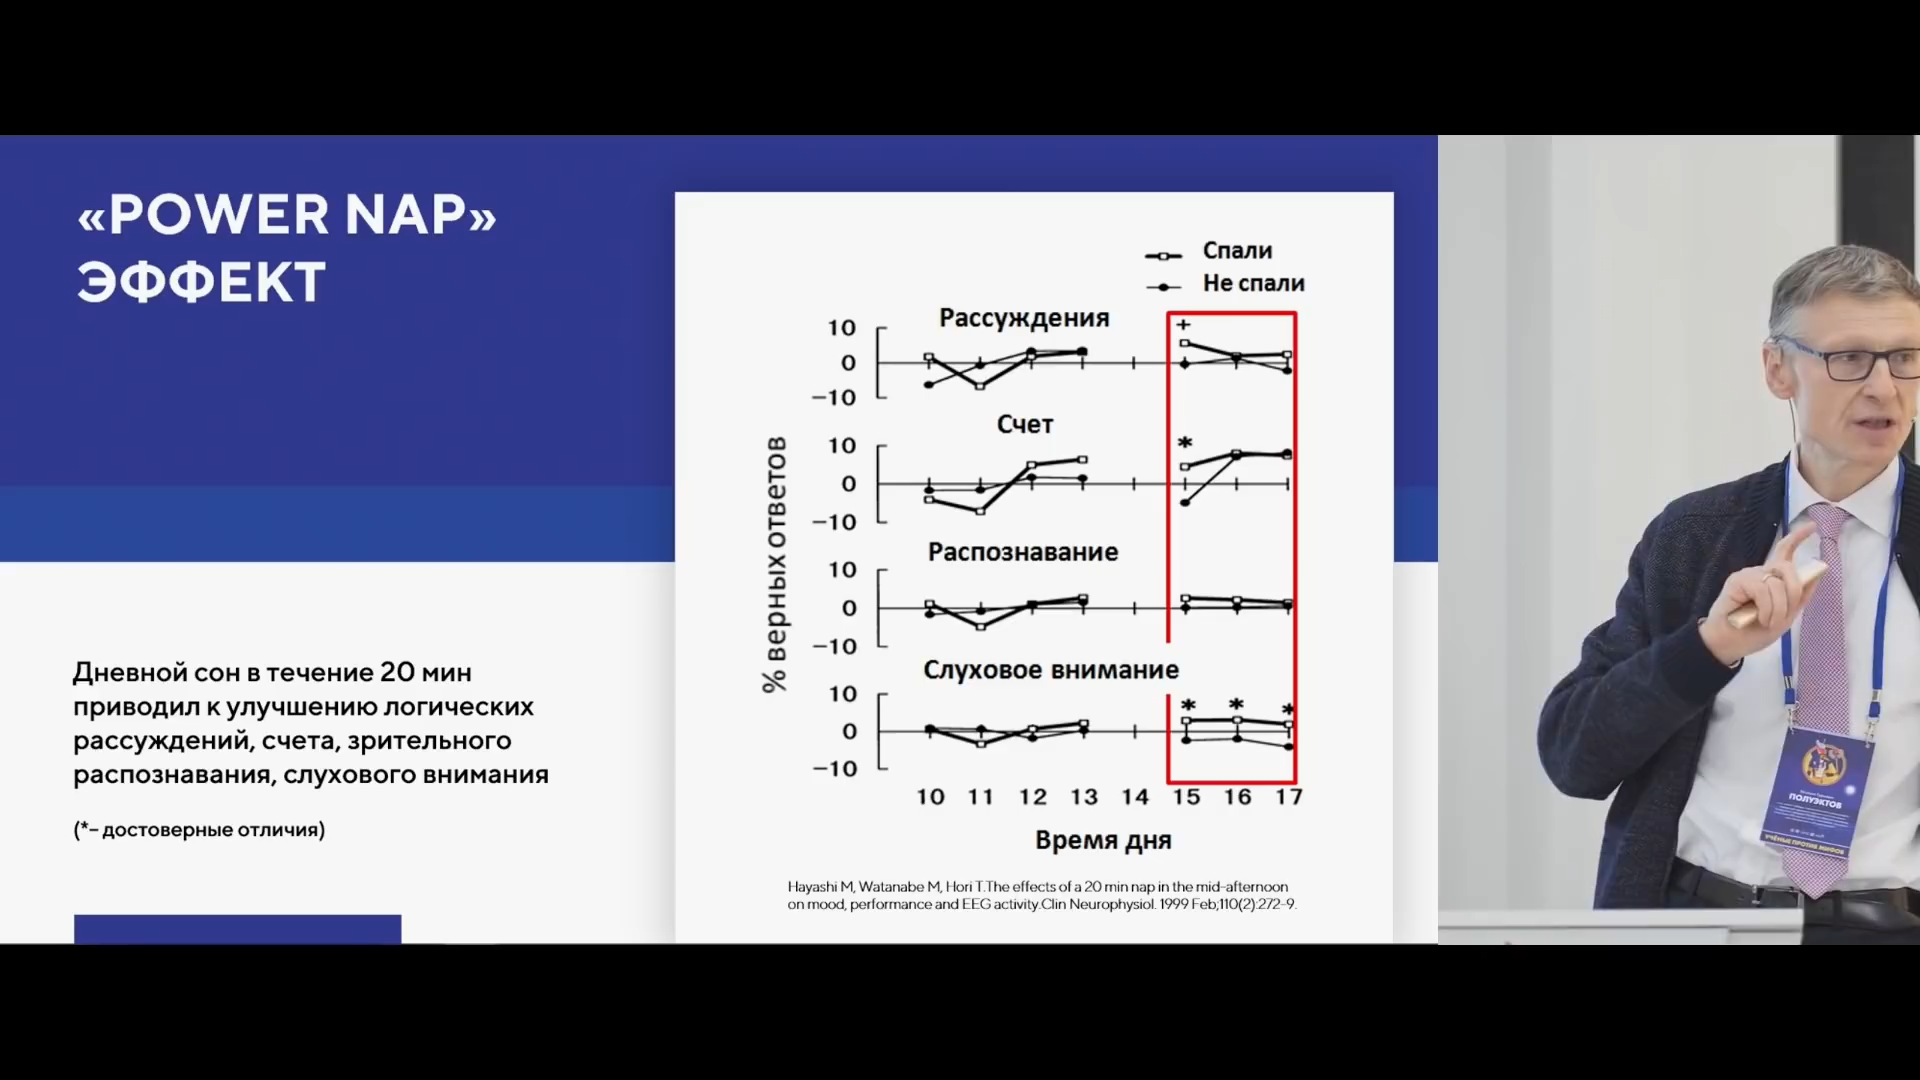 «POWER NAP»
ЭФФЕКТ
Дневной сон в течение 20 мин
приводил к улучшению логических
рассуждений, счета, зрительного
распознавания, слухового внимания
(*– достоверные отличия)
Спали
Не спали
% верных ответов
Рассуждения
+
10
0
−10
Счет
*
10
0
−10
Распознавание
10
0
−10
Слуховое внимание
* * *
10
0
−10
10 11 12 13 14 15 16 17
Время дня
Hayashi M, Watanabe M, Hori T.The effects of a 20 min nap in the mid-afternoon
on mood, performance and EEG activity.Clin Neurophysiol. 1999 Feb;110(2):272-9.
ПОЛУЭКТОВ
УЧЁНЫЕ ПРОТИВ МИФОВ